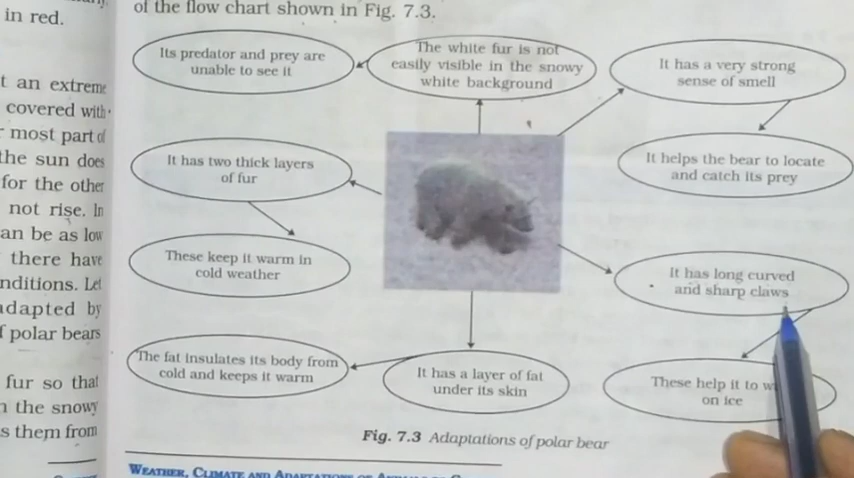 in red.
t an extreme
covered with
most part of
the sun does
for the other
not rise. In
an be as low
there have
nditions. Let
adapted by
f polar bears
fur so that
n the snowy
s them from
of the flow chart shown in Fig. 7.3.
Its predator and prey are
unable to see it
The white fur is not
easily visible in the snowy
white background
It has a very strong
sense of smell
It has two thick layers
of fur
It helps the bear to locate
and catch its prey
These keep it warm in
cold weather
It has long curved
and sharp claws
The fat insulates its body from
cold and keeps it warm
It has a layer of fat
under its skin
These help it to
on ice
Fig. 7.3 Adaptations of polar bear
WEATHER, CLIMATE AND ADAPTATIONS OF